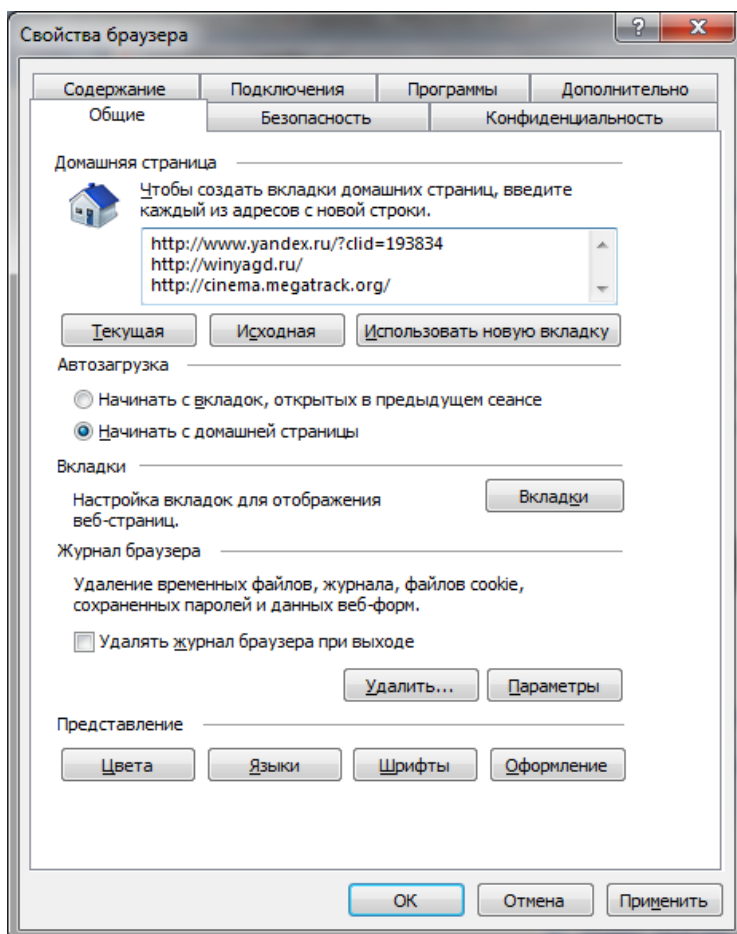 Свойства браузера
?
X
Содержание
Подключения
Программы
Дополнительно
Общие
Безопасность
Конфиденциальность
Домашняя страница
Чтобы создать вкладки домашних страниц, введите
каждый из адресов с новой строки.
http://www.yandex.ru/?clid=193834
http://winyagd.ru/
http://cinema.megatrack.org/
Текущая
Исходная
Использовать новую вкладку
Автозагрузка
Начинать с вкладок, открытых в предыдущем сеансе
Начинать с домашней страницы
Вкладки
Настройка вкладок для отображения
веб-страниц.
Вкладки
Журнал браузера
Удаление временных файлов, журнала, файлов cookie,
сохраненных паролей и данных веб-форм.
Удалять журнал браузера при выходе
Удалить...
Параметры
Представление
Цвета
Языки
Шрифты
Оформление
ОК
Отмена
Применить